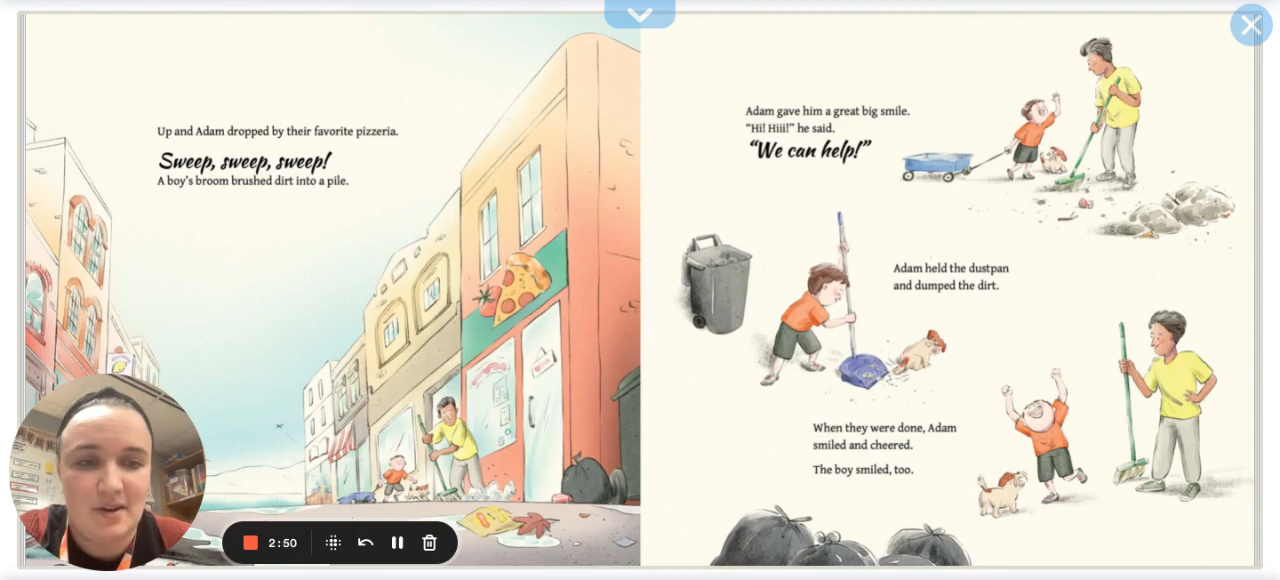 Up and Adam dropped by their favorite pizzeria.
Sweep, sweep, sweep!
A boy's broom brushed dirt into a pile.
Adam gave him a great big smile.
“Hi! Hiii!” he said.
“We can help!”
Adam held the dustpan
and dumped the dirt.
When they were done, Adam
smiled and cheered.
The boy smiled, too.
2:50